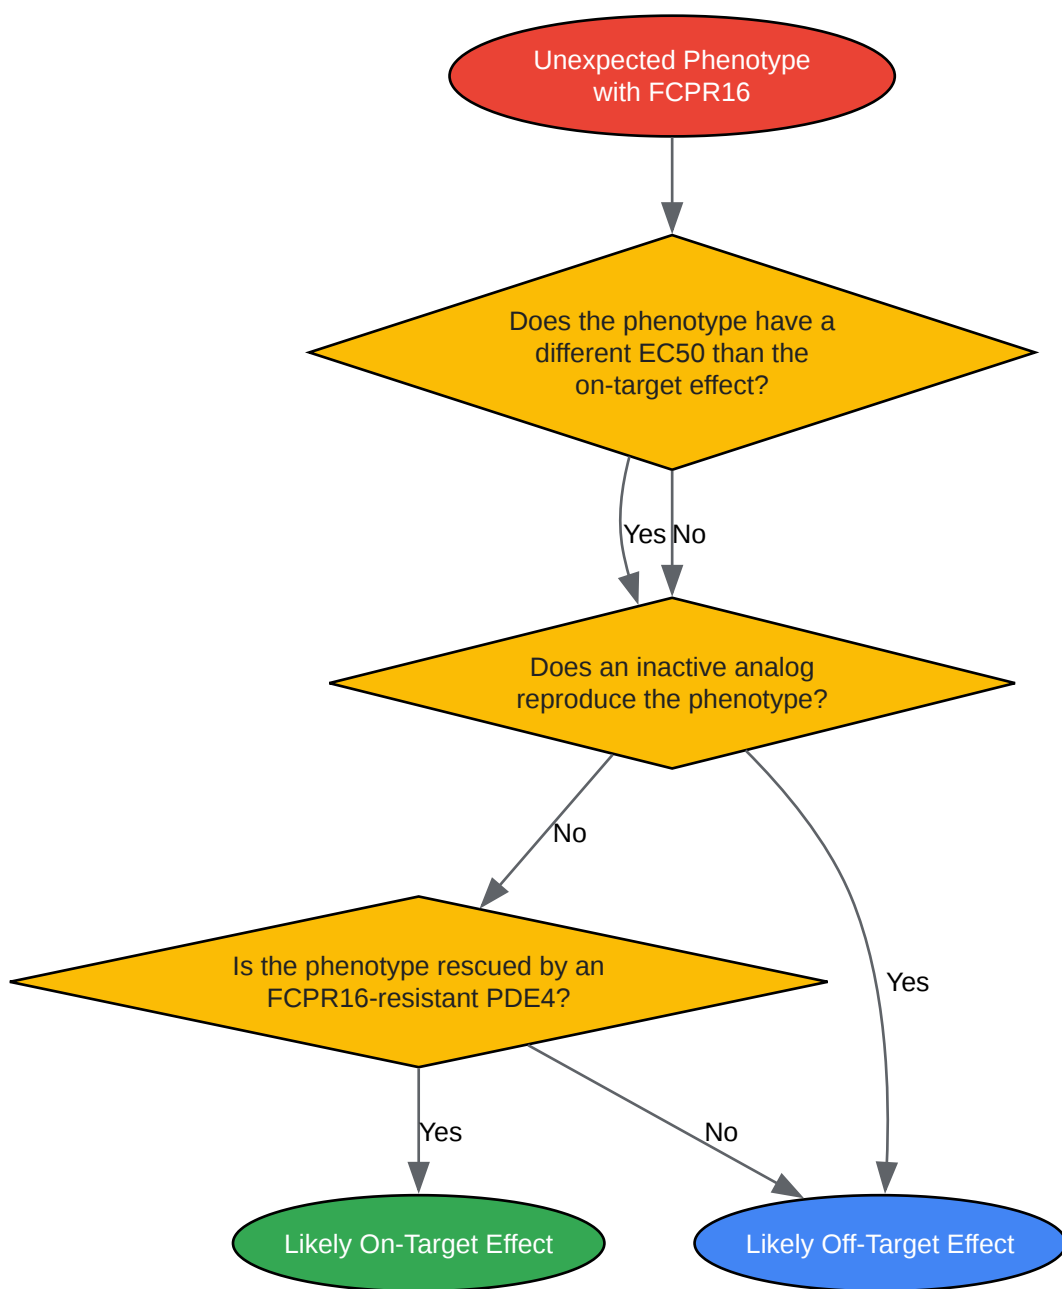 Unexpected Phenotype
with FCPR16
Does the phenotype have a
different EC50 than the
on-target effect?
Yes
No
Does an inactive analog
reproduce the phenotype?
No
Is the phenotype rescued by an
FCPR16-resistant PDE4?
Yes
Yes
No
Likely On-Target Effect
Likely Off-Target Effect